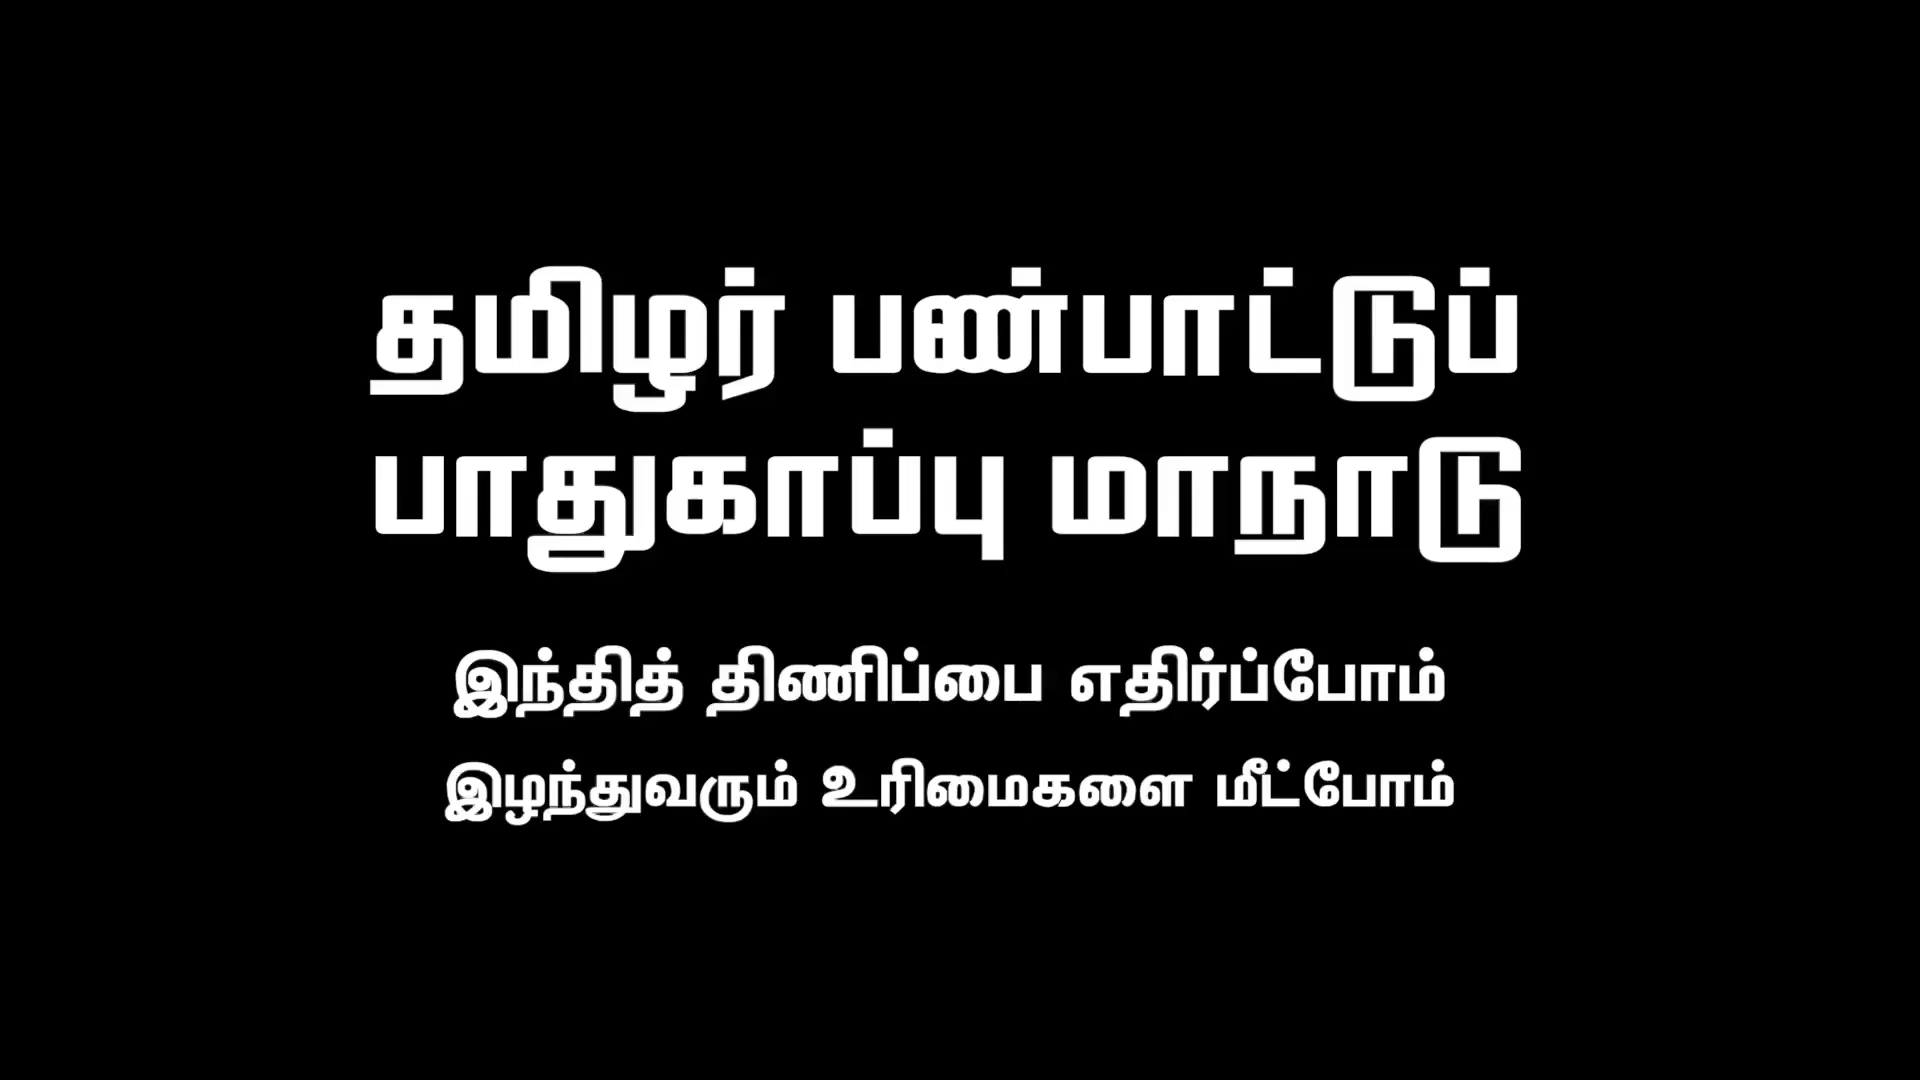 தமிழர் பண்பாட்டுப்
பாதுகாப்பு மாநாடு
இந்தித் திணிப்பை எதிர்ப்போம்
இழந்துவரும் உரிமைகளை மீட்போம்